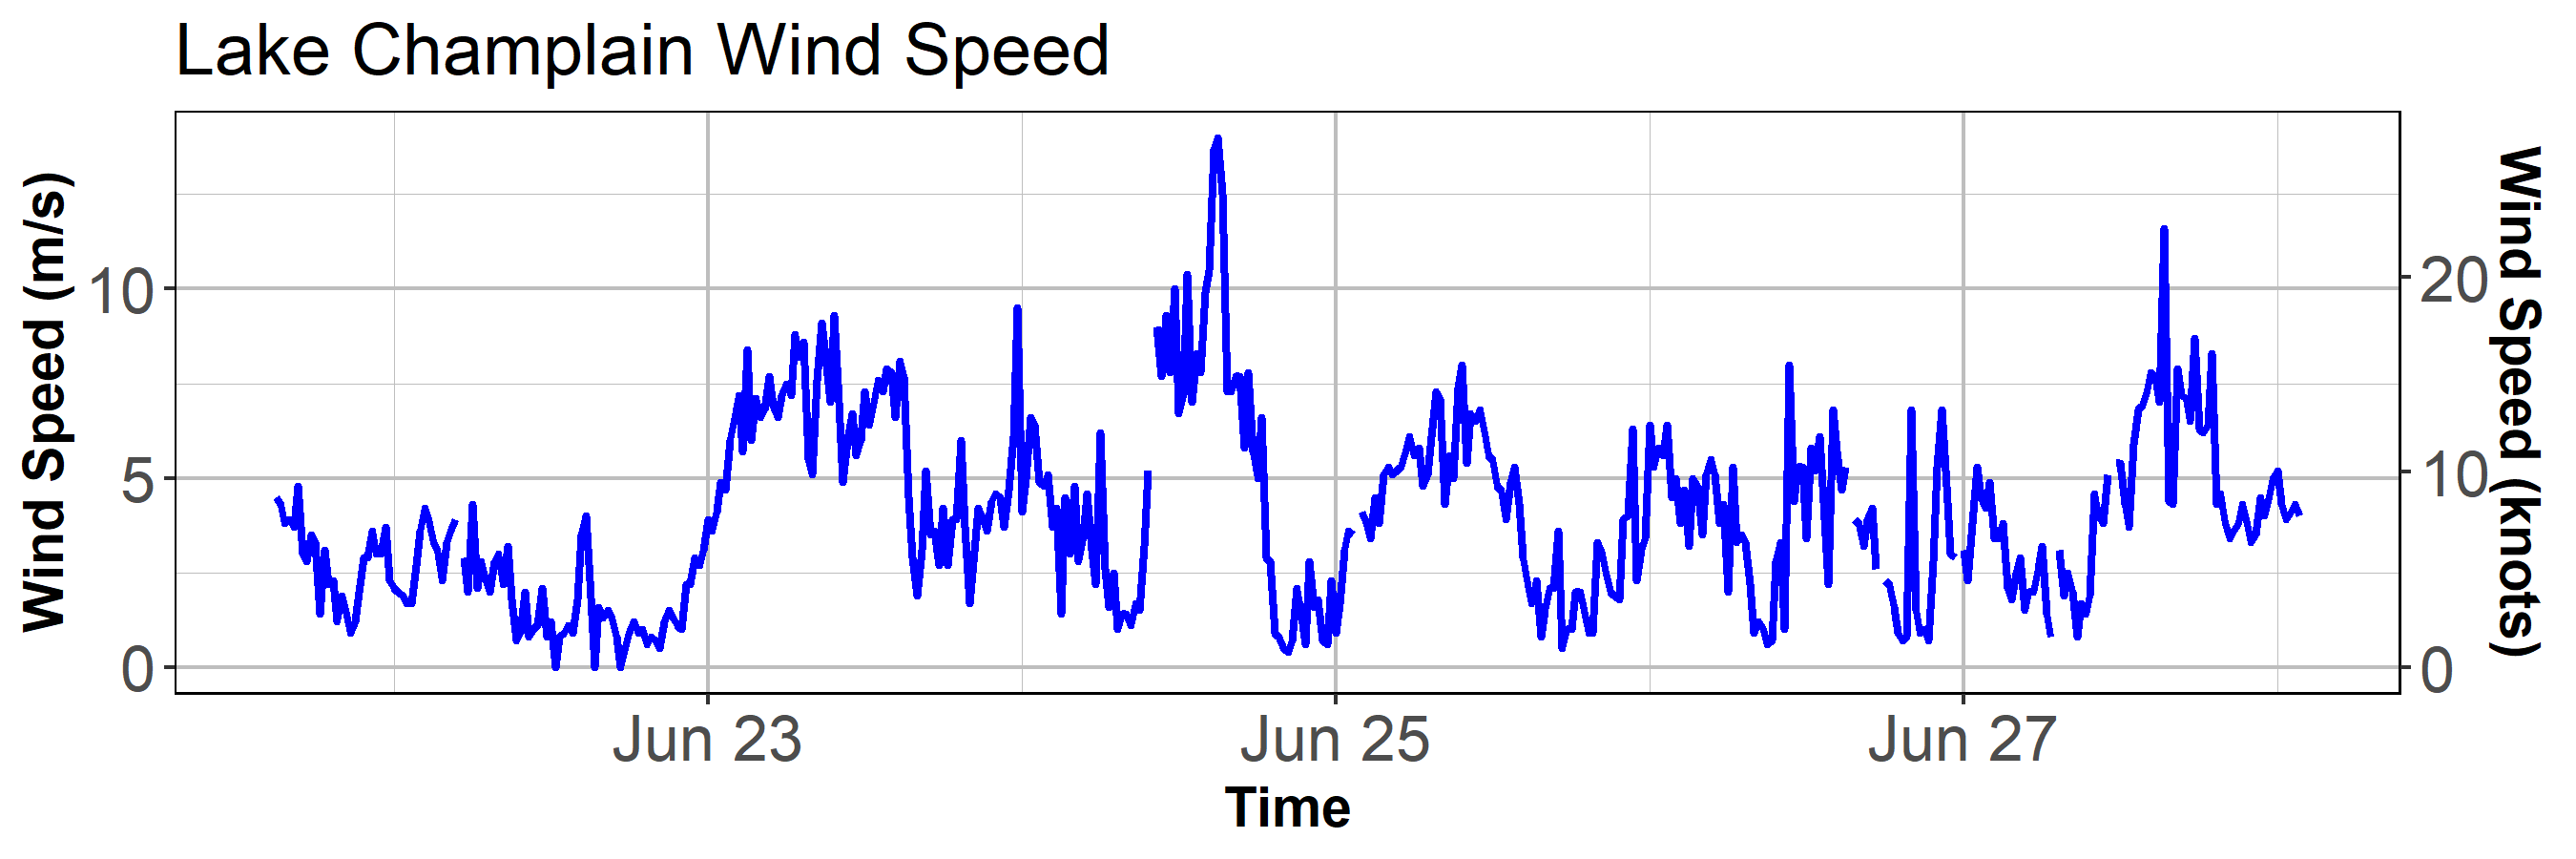 Lake Champlain Wind Speed
Wind Speed (m/s)
10
5
0
20
10
0
Wind Speed (knots)
Jun 23
Jun 25
Jun 27
Time